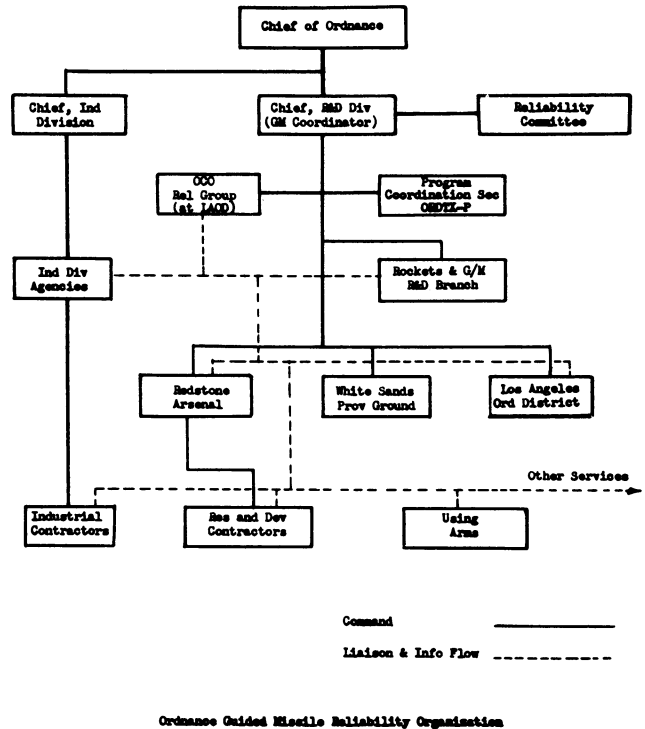 Chief of Ordnance
Chief, Ind
Division
Chief, R&D Div
(GM Coordinator)
Reliability
Committee
OCO
Rel Group
(at LAOD)
Program
Coordination Sec
ORDTX-P
Ind Div
Agencies
Rockets & G/M
R&D Branch
Redstone
Arsenal
White Sands
Prov Ground
Los Angeles
Ord District
Other Services
Industrial
Contractors
Res and Dev
Contractors
Using
Arms
Command
Liaison & Info Flow
Ordnance Guided Missile Reliability Organization